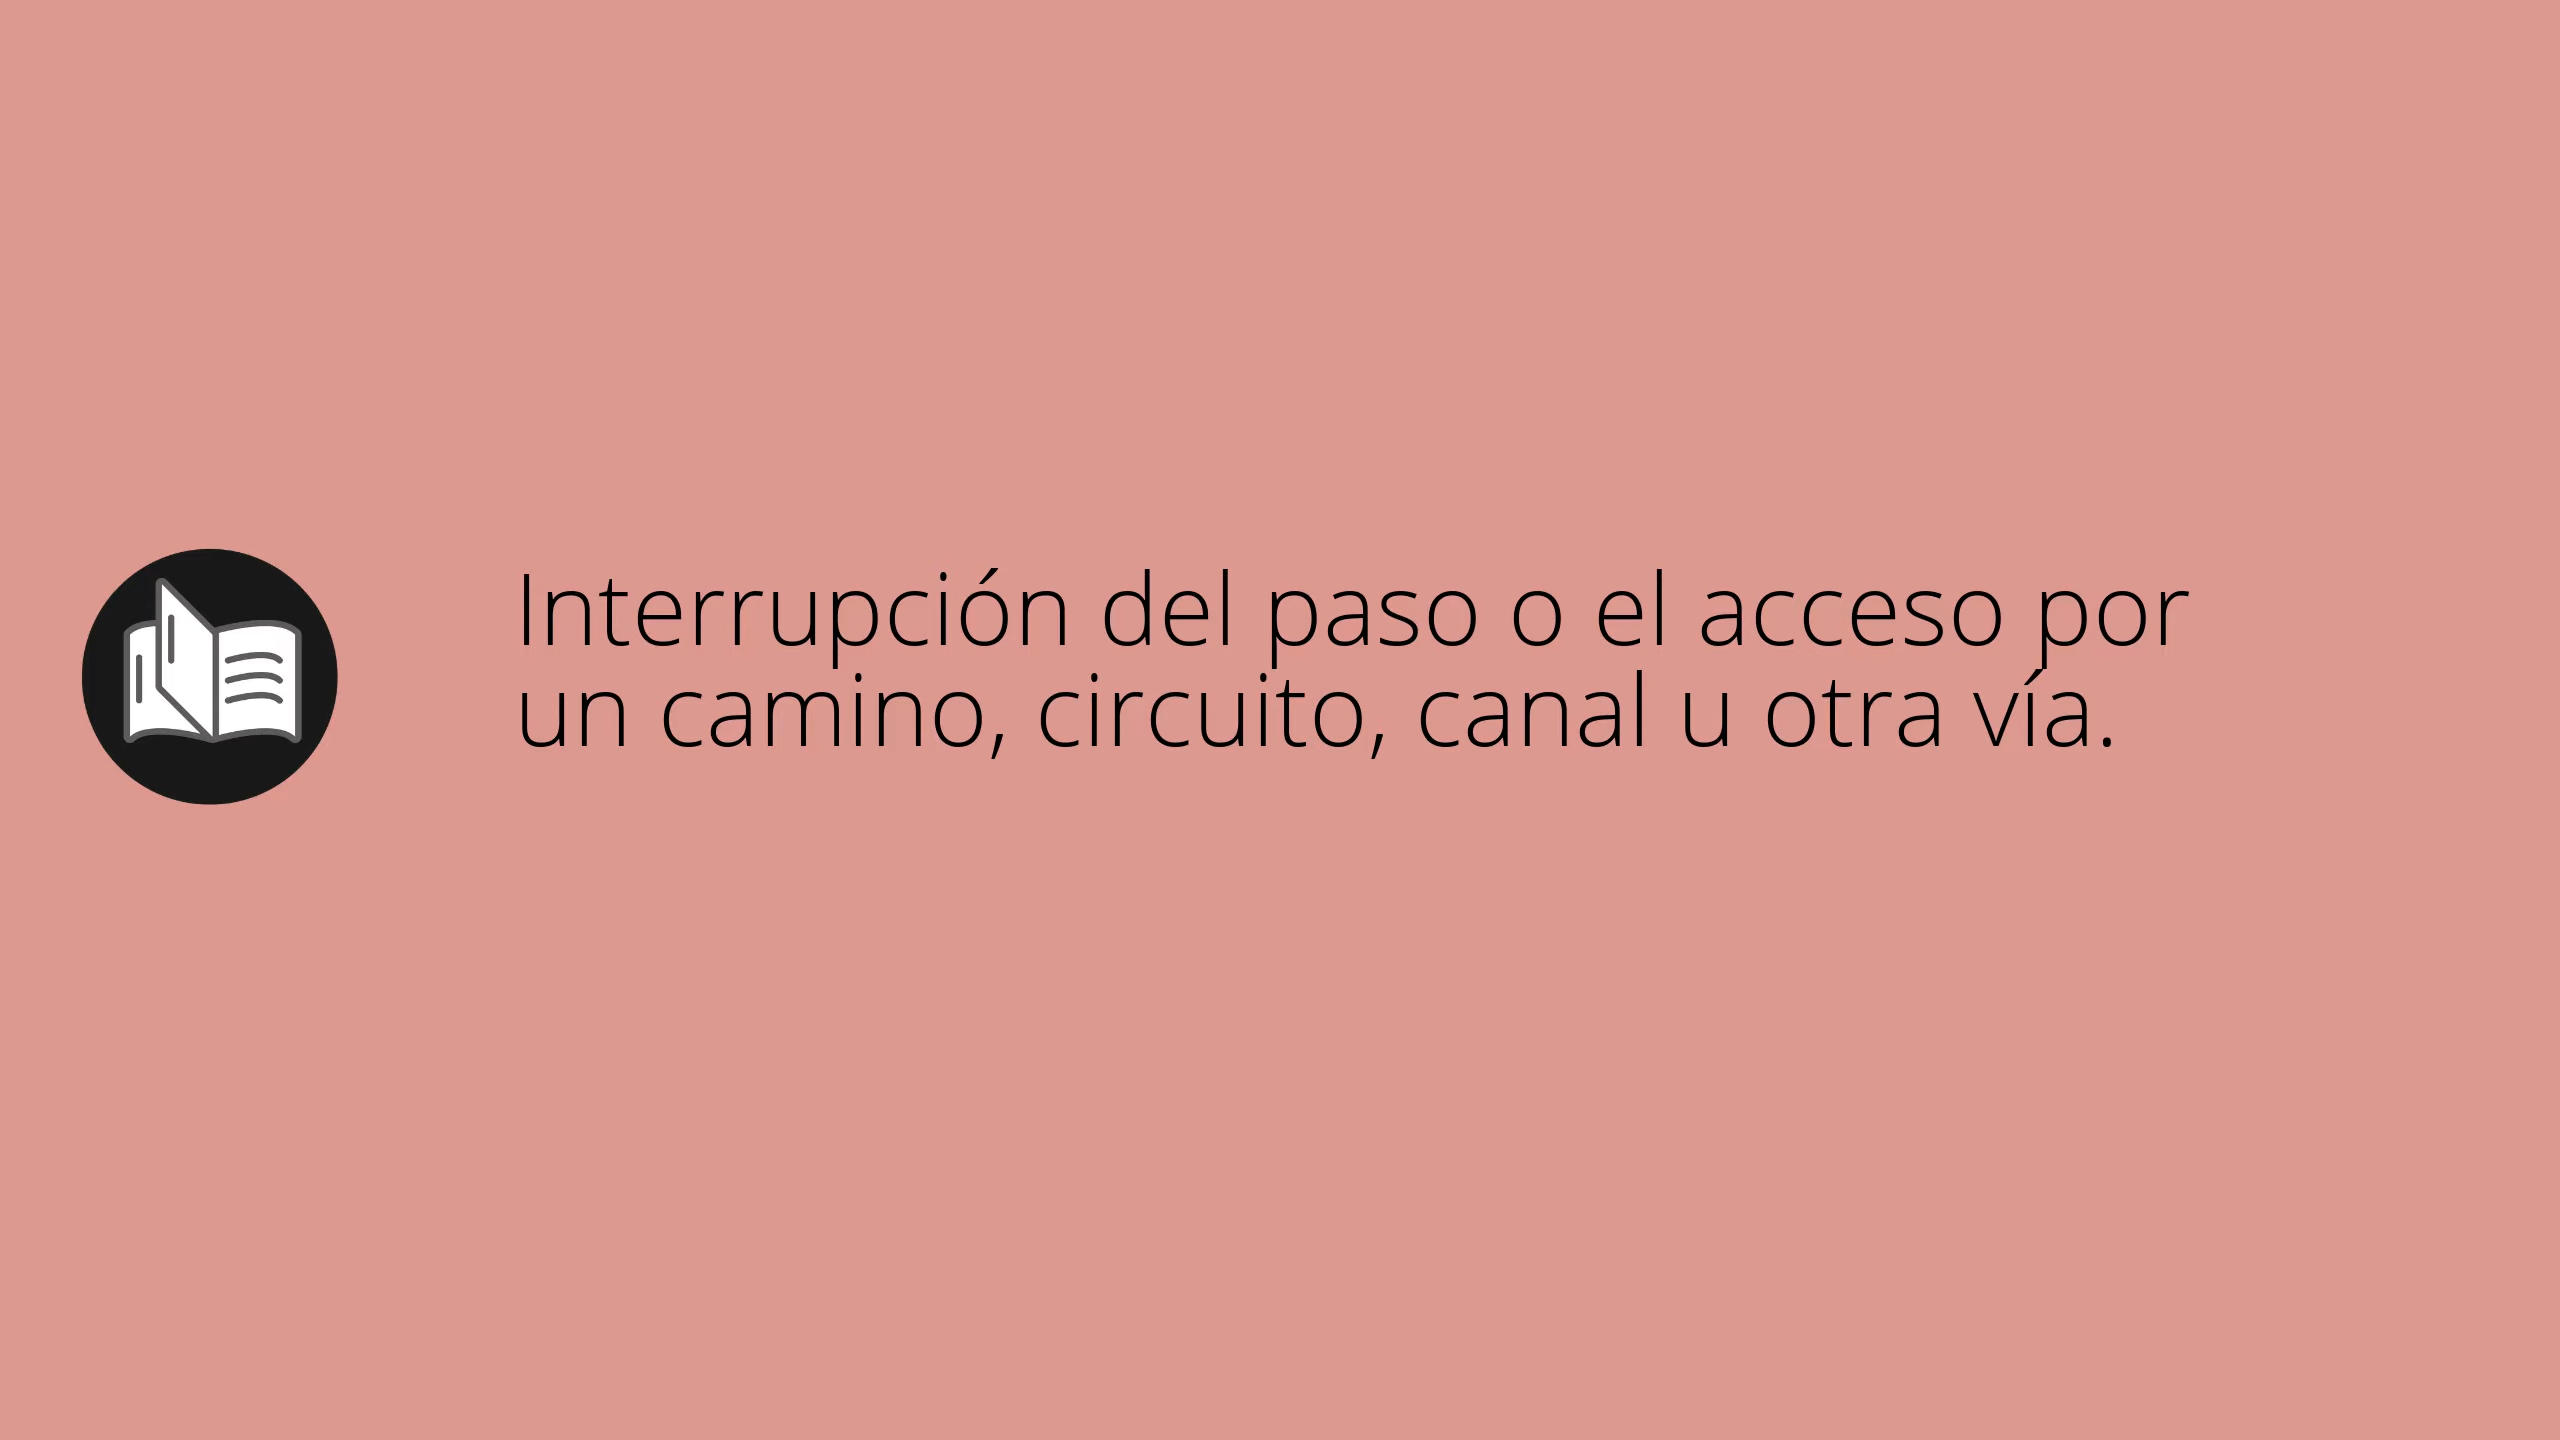 Interrupción del paso o el acceso por
un camino, circuito, canal u otra vía.